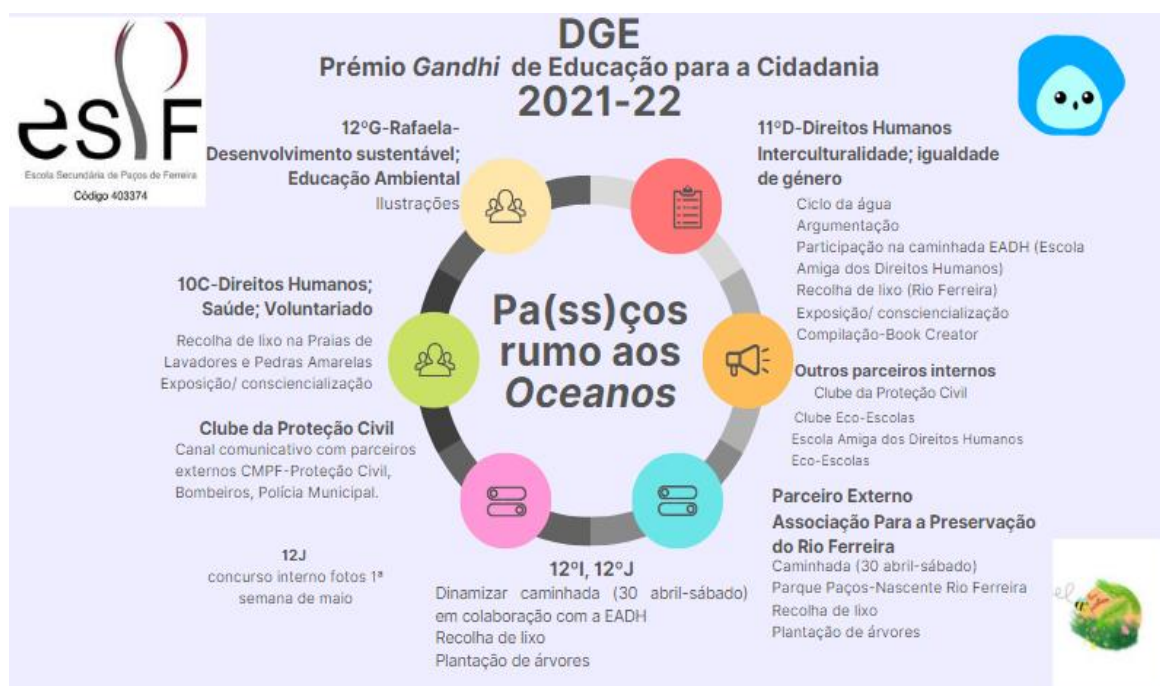 DGE
Prémio Gandhi de Educação para a Cidadania
2021-22
esF
Escola Secundária de Paços de Ferreira
Código 403374
12ºG-Rafaela-
Desenvolvimento sustentável;
Educação Ambiental
Ilustrações
11ºD-Direitos Humanos
Interculturalidade; igualdade
de género
Ciclo da água
Argumentação
Participação na caminhada EADH (Escola
Amiga dos Direitos Humanos)
Recolha de lixo (Rio Ferreira)
Exposição/ consciencialização
Compilação-Book Creator
10C-Direitos Humanos;
Saúde; Voluntariado
Recolha de lixo na Praias de
Lavadores e Pedras Amarelas
Exposição/ consciencialização
Pa(ss)ços
rumo aos
Oceanos
Outros parceiros internos
Clube da Proteção Civil
Clube Eco-Escolas
Escola Amiga dos Direitos Humanos
Eco-Escolas
Clube da Proteção Civil
Canal comunicativo com parceiros
externos CMPF-Proteção Civil,
Bombeiros, Polícia Municipal.
Parceiro Externo
Associação Para a Preservação
do Rio Ferreira
Caminhada (30 abril-sábado)
Parque Paços-Nascente Rio Ferreira
Recolha de lixo
Plantação de árvores
12J
concurso interno fotos 1ª
semana de maio
12ºI, 12ºJ
Dinamizar caminhada (30 abril-sábado)
em colaboração com a EADH
Recolha de lixo
Plantação de árvores